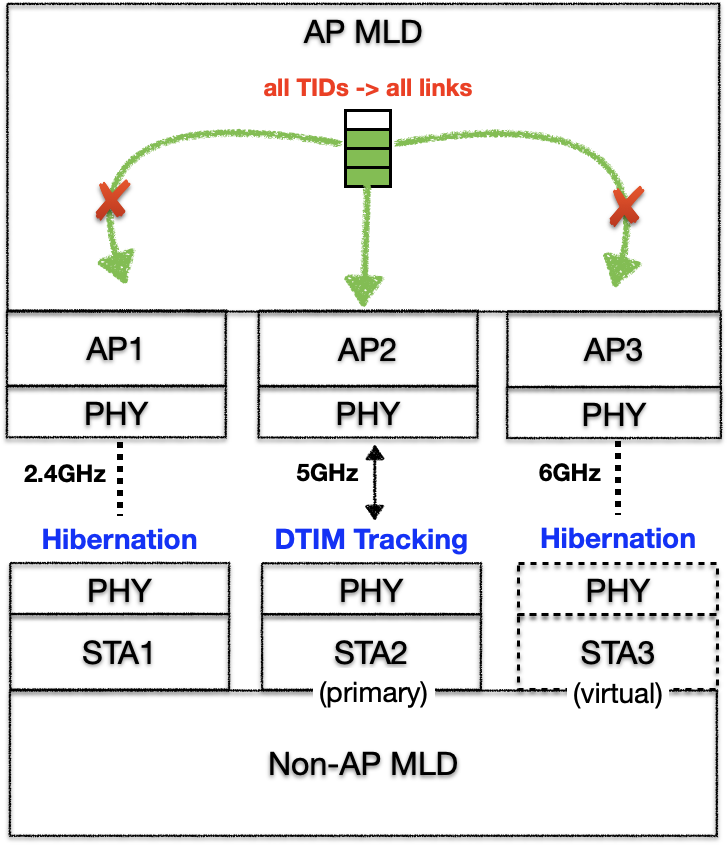 AP MLD
all TIDs -> all links
AP1
AP2
AP3
PHY
PHY
PHY
2.4GHz
5GHz
6GHz
Hibernation
DTIM Tracking
Hibernation
PHY
PHY
PHY
STA1
STA2
STA3
(primary)
(virtual)
Non-AP MLD